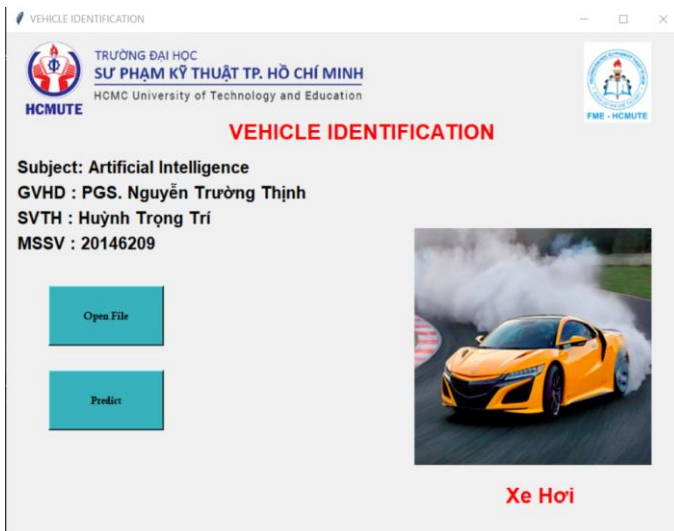 VEHICLE IDENTIFICATION
TRƯỜNG ĐẠI HỌC
SƯ PHẠM KỸ THUẬT TP. HỒ CHÍ MINH
HCMC University of Technology and Education
HCMUTE
FME - HCMUTE
VEHICLE IDENTIFICATION
Subject: Artificial Intelligence
GVHD : PGS. Nguyễn Trường Thịnh
SVTH : Huỳnh Trọng Trí
MSSV : 20146209
Open File
Predict
Xe Hơi